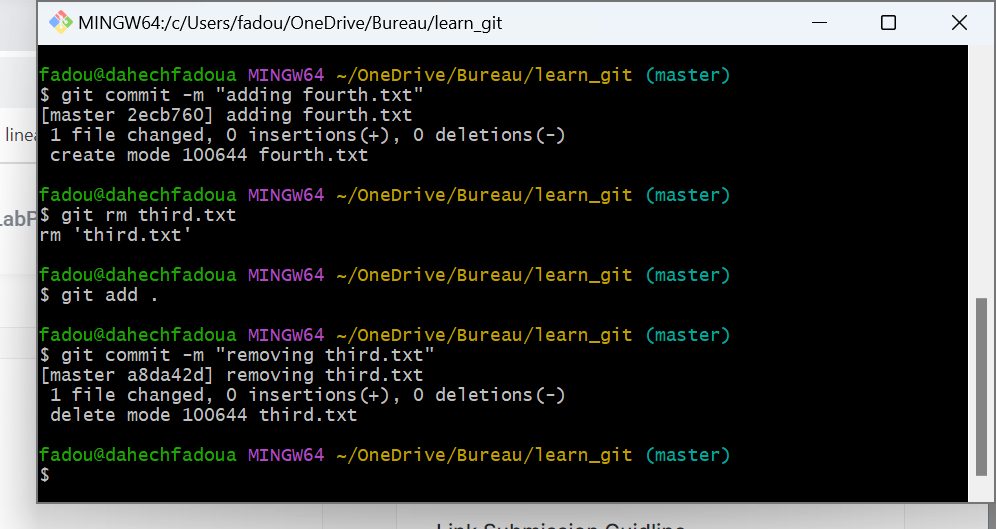 MINGW64:/c/Users/fadou/OneDrive/Bureau/learn_git
fadou@dahechfadoua MINGW64 ~/OneDrive/Bureau/learn_git (master)
$ git commit -m "adding fourth.txt"
[master 2ecb760] adding fourth.txt
 1 file changed, 0 insertions(+), 0 deletions(-)
 create mode 100644 fourth.txt
fadou@dahechfadoua MINGW64 ~/OneDrive/Bureau/learn_git (master)
$ git rm third.txt
rm 'third.txt'
fadou@dahechfadoua MINGW64 ~/OneDrive/Bureau/learn_git (master)
$ git add .
fadou@dahechfadoua MINGW64 ~/OneDrive/Bureau/learn_git (master)
$ git commit -m "removing third.txt"
[master a8da42d] removing third.txt
 1 file changed, 0 insertions(+), 0 deletions(-)
 delete mode 100644 third.txt
fadou@dahechfadoua MINGW64 ~/OneDrive/Bureau/learn_git (master)
$
Link Submission Guidline